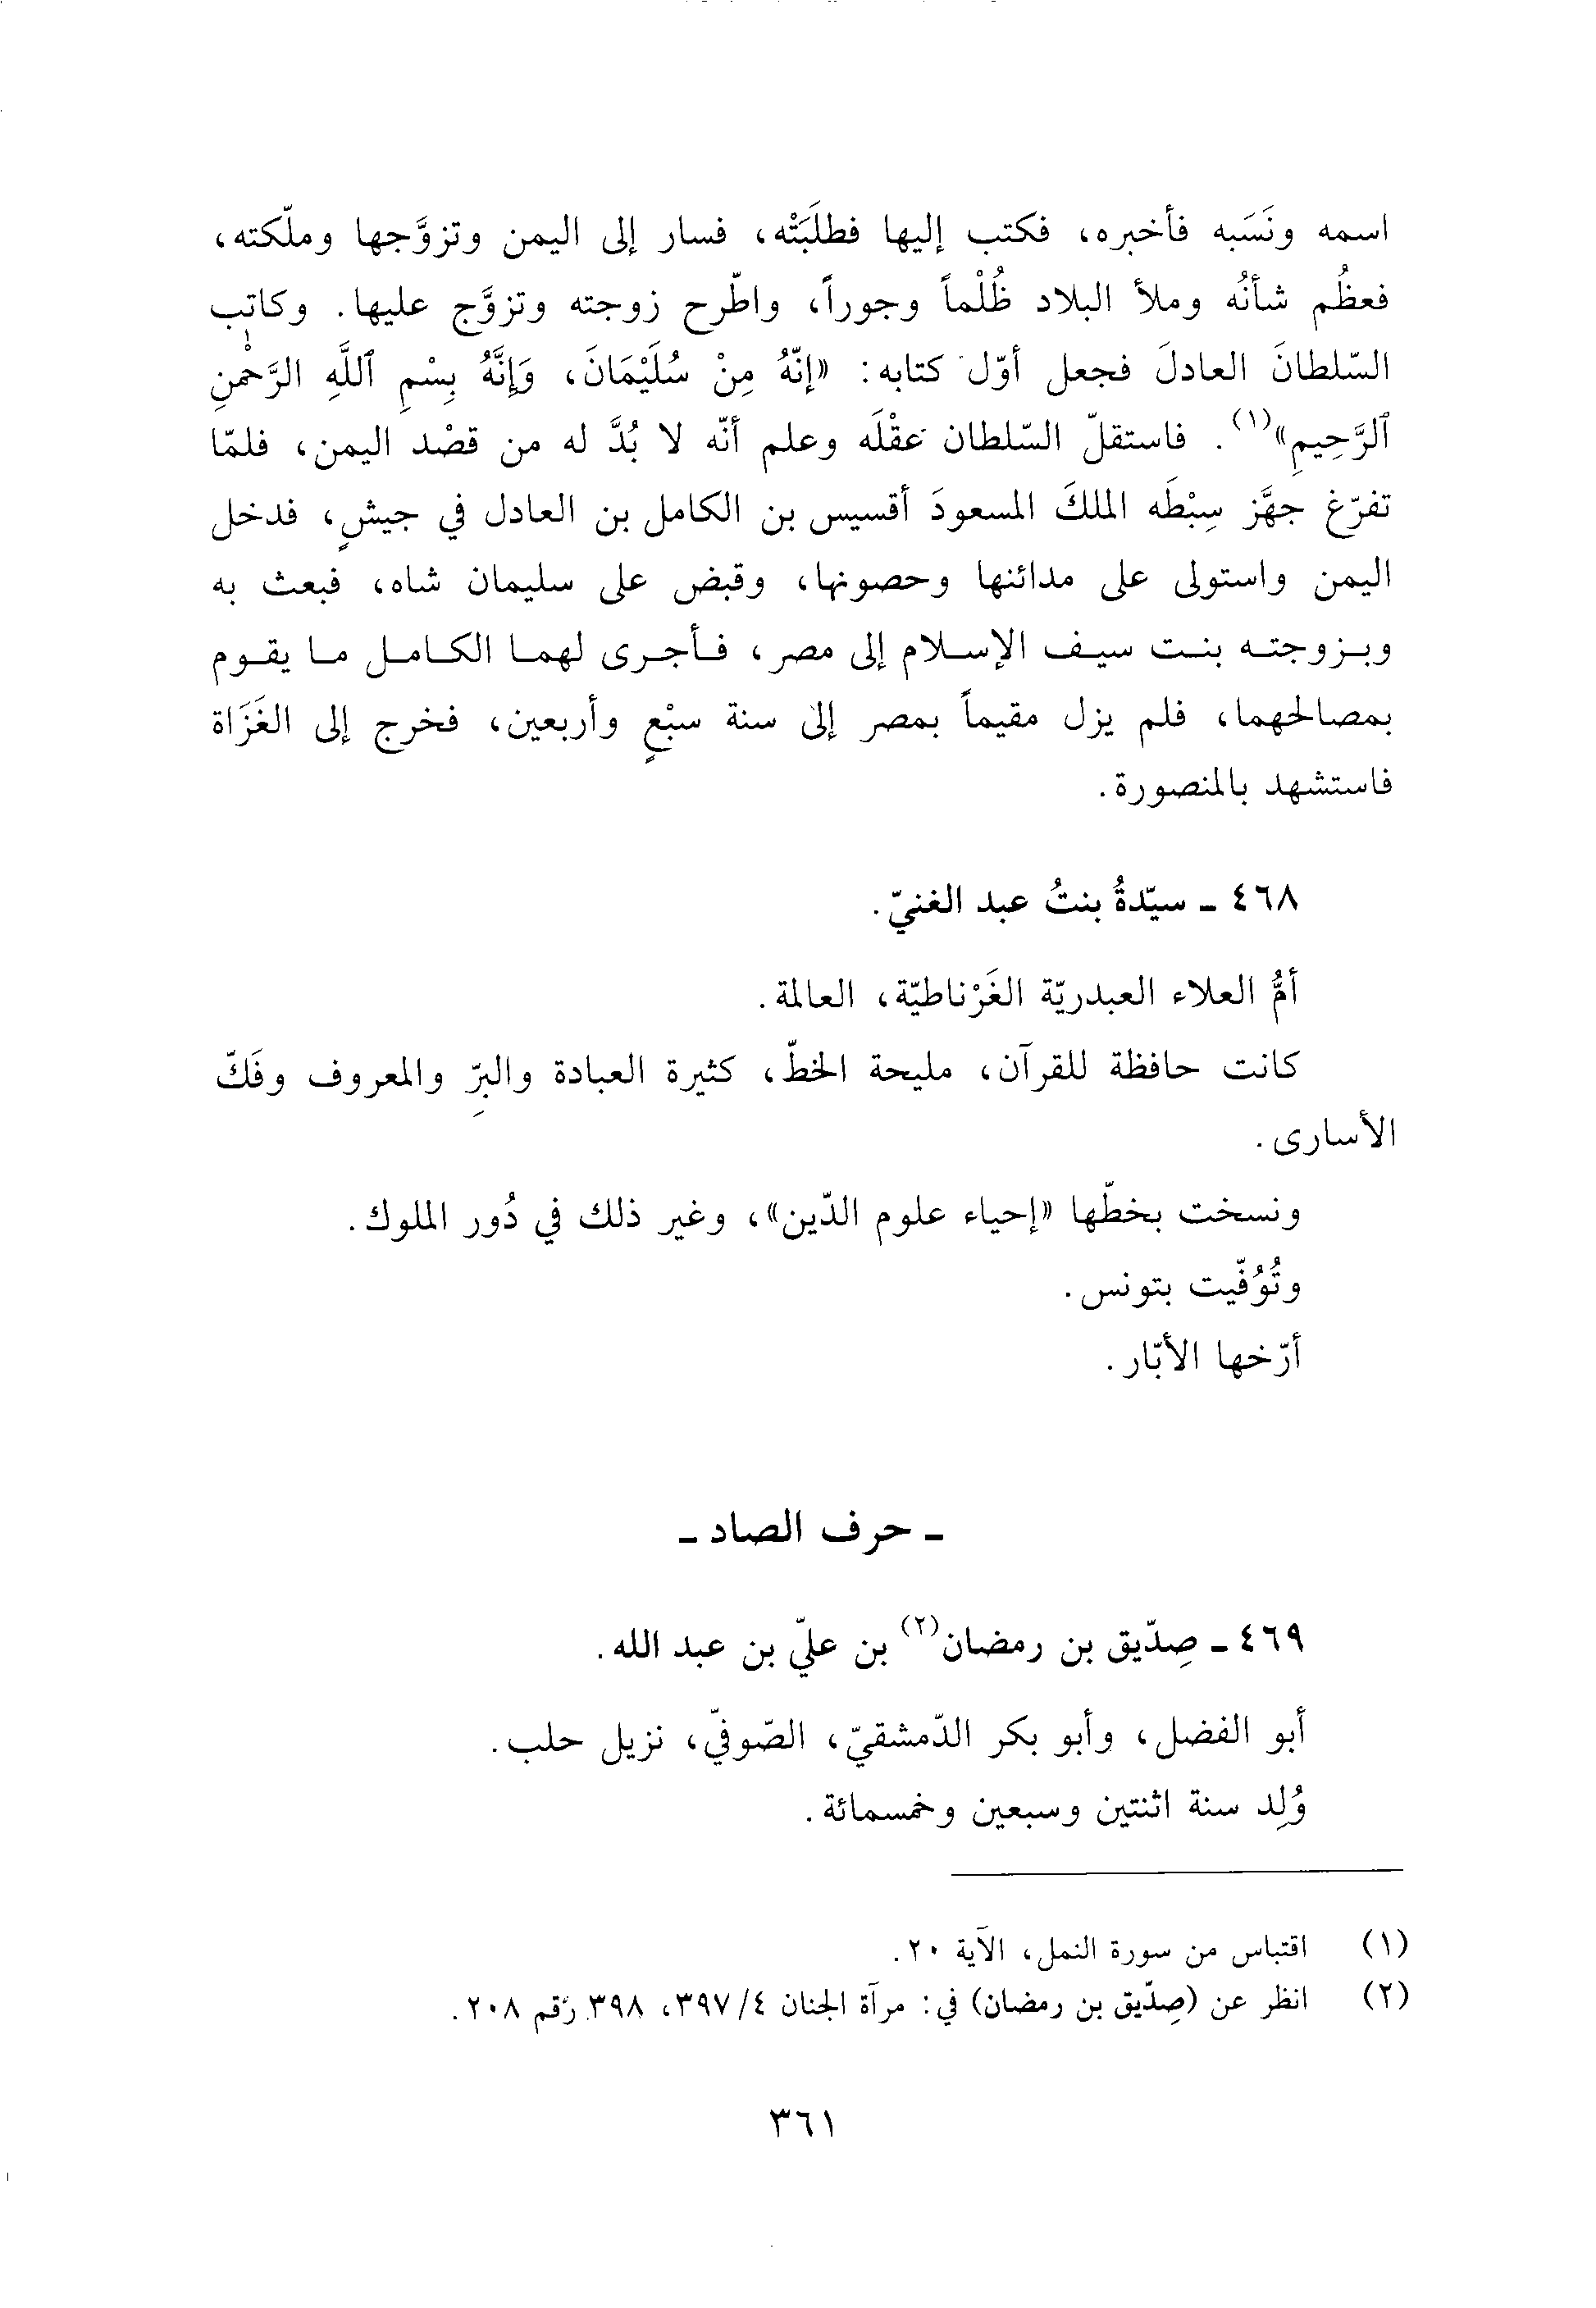 اسمه ونَسَبه فأخبره، فكتب إليها فطلَبَتْه، فسار إلى اليمن وتزوَّجها وملّكته،
فعظُم شأنُه وملأ البلاد ظُلْماً وجوراً، واطّرح زوجته وتزوَّج عليها. وكاتب
السّلطانَ العادلَ فجعل أوّل كتابه: «إنّهُ مِنْ سُلَيْمَانَ، وَإِنَّهُ بِسْمِ ٱللَّهِ الرَّحْمٰنِ
ٱلرَّحِيمِ»(١). فاستقلّ السّلطان عقْلَه وعلم أنّه لا بُدَّ له من قصْد اليمن، فلمّا
تفرّغ جهَّز سِبْطَه الملكَ المسعودَ أقسيس بن الكامل بن العادل في جيشٍ، فدخل
اليمن واستولى على مدائنها وحصونها، وقبض على سليمان شاه، فبعث به
وبزوجته بنت سيف الإسلام إلى مصر، فأجرى لهما الكامل ما يقوم
بمصالحهما، فلم يزل مقيماً بمصر إلى سنة سبْعٍ وأربعين، فخرج إلى الغَزَاة
فاستشهد بالمنصورة.
٤٦٨ ـ سيّدةُ بنتُ عبد الغنيّ.
أمُّ العلاء العبدريّة الغَرْناطيّة، العالمة.
كانت حافظة للقرآن، مليحة الخطّ، كثيرة العبادة والبرِّ والمعروف وفَكّ
الأسارى.
ونسخت بخطّها «إحياء علوم الدّين»، وغير ذلك في دُور الملوك.
وتُوُفّيت بتونس.
أرّخها الأبّار.
ـ حرف الصاد ـ
٤٦٩ ـ صِدّيق بن رمضان(٢) بن عليّ بن عبد الله.
أبو الفضل، وأبو بكر الدّمشقيّ، الصّوفيّ، نزيل حلب.
وُلِد سنة اثنتين وسبعين وخمسمائة.
(١) اقتباس من سورة النمل، الآية ٢٠.
(٢) انظر عن (صِدّيق بن رمضان) في: مرآة الجنان ٤/٣٩٧، ٣٩٨ رقم ٢٠٨.
٣٦١